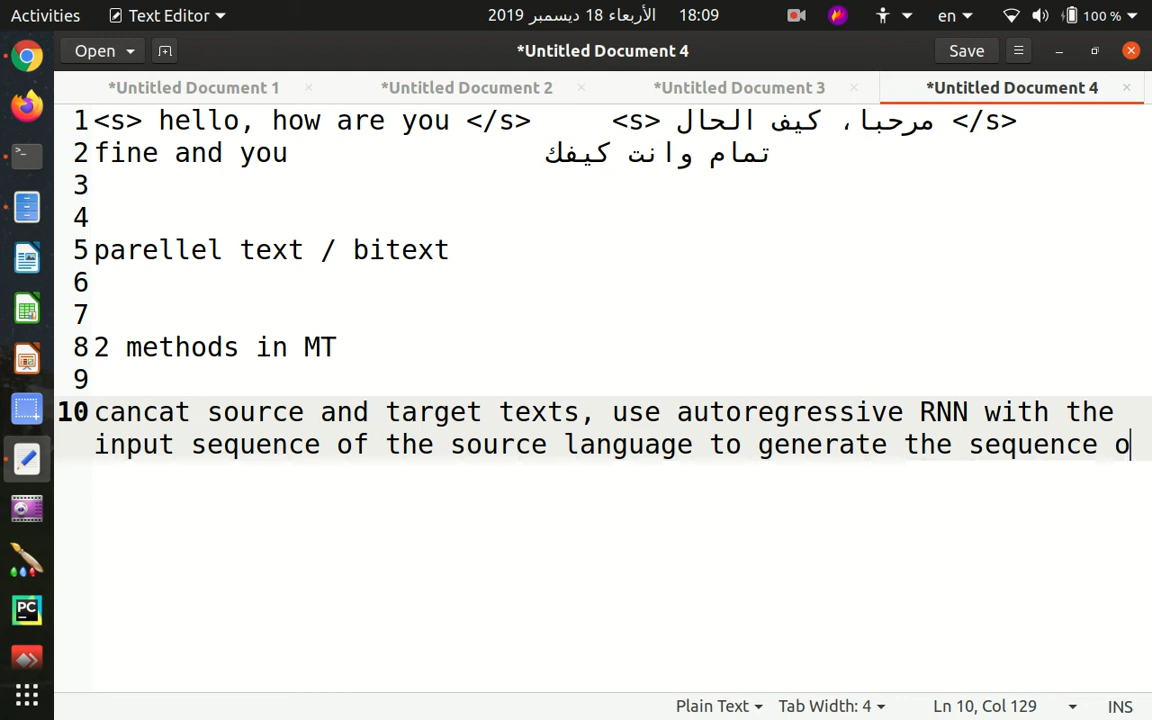 Activities Text Editor الأربعاء 18 ديسمبر 2019 18:09 en 100 %
Open *Untitled Document 4 Save
*Untitled Document 1 *Untitled Document 2 *Untitled Document 3 *Untitled Document 4
1 <s> hello, how are you </s> <s> مرحبا، كيف الحال </s>
2 fine and you تمام وانت كيفك
3
4
5 parellel text / bitext
6
7
8 2 methods in MT
9
10 cancat source and target texts, use autoregressive RNN with the
input sequence of the source language to generate the sequence o
PC
Plain Text Tab Width: 4 Ln 10, Col 129 INS